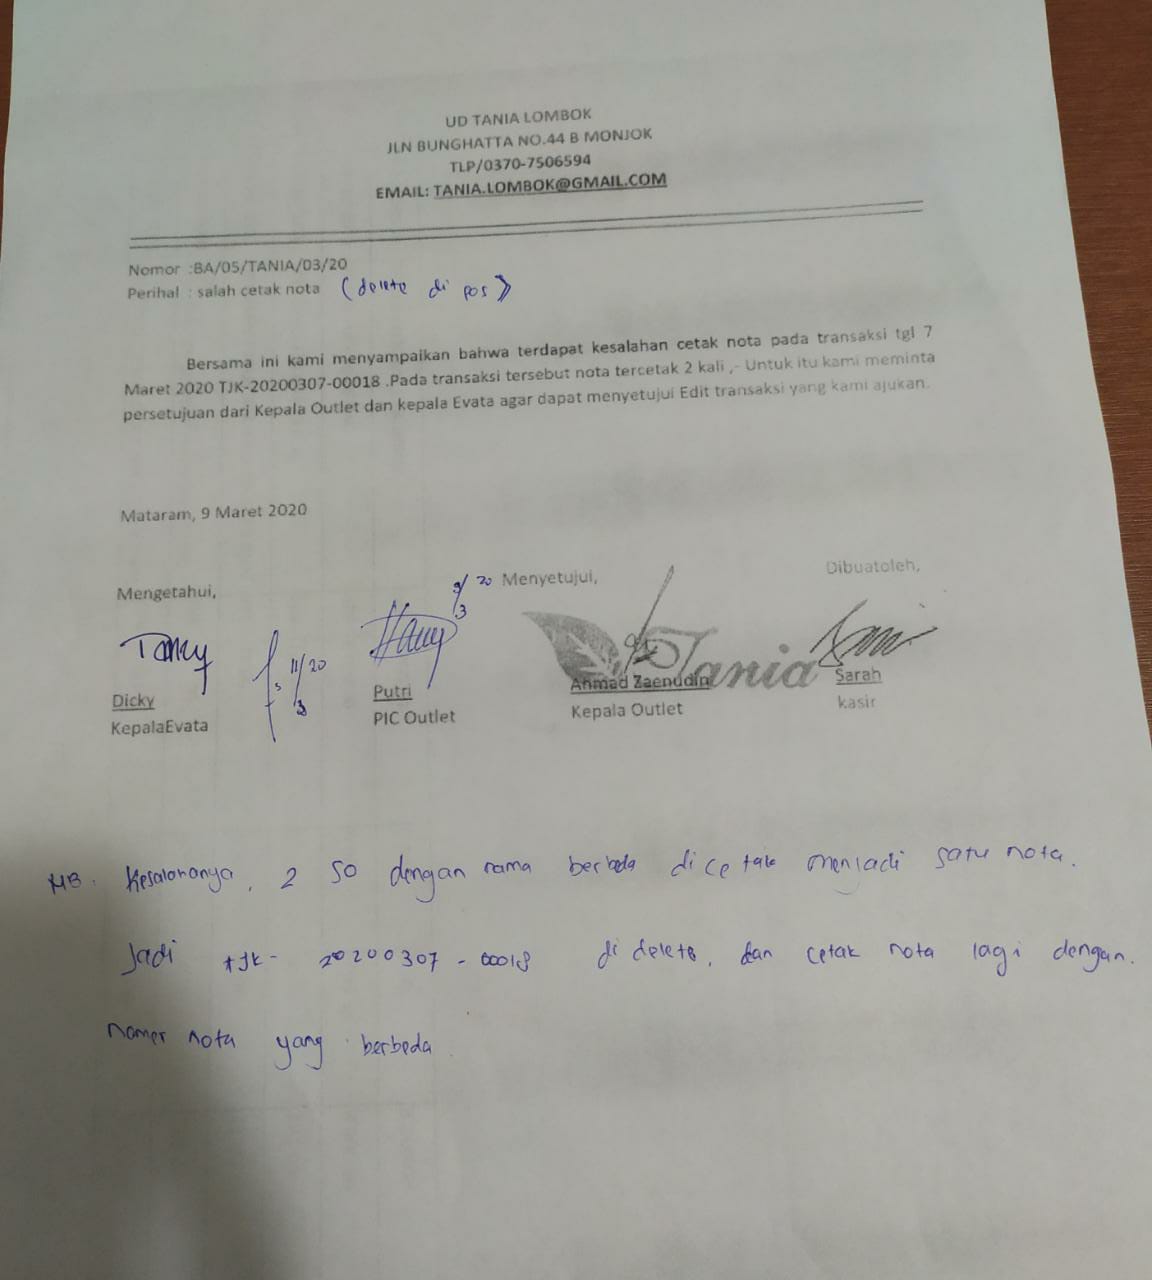 UD TANIA LOMBOK
JLN BUNGHATTA NO.44 B MONJOK
TLP/0370-7506594
EMAIL: TANIA.LOMBOK@GMAIL.COM
Nomor :BA/05/TANIA/03/20
Perihal : salah cetak nota (delete di pos)
Bersama ini kami menyampaikan bahwa terdapat kesalahan cetak nota pada transaksi tgl 7
Maret 2020 TJK-20200307-00018 .Pada transaksi tersebut nota tercetak 2 kali ,- Untuk itu kami meminta
persetujuan dari Kepala Outlet dan kepala Evata agar dapat menyetujui Edit transaksi yang kami ajukan.
Mataram, 9 Maret 2020
Mengetahui, 9/3 20 Menyetujui, Dibuatoleh,
11/3 20
Tania
Dicky Putri Ahmad Zaenudin Sarah
KepalaEvata PIC Outlet Kepala Outlet kasir
NB. Kesalahanya, 2 SO dengan nama berbeda dicetak menjadi satu nota.
Jadi TJK- 20200307-00018 di delete, dan cetak nota lagi dengan.
nomer nota yang berbeda